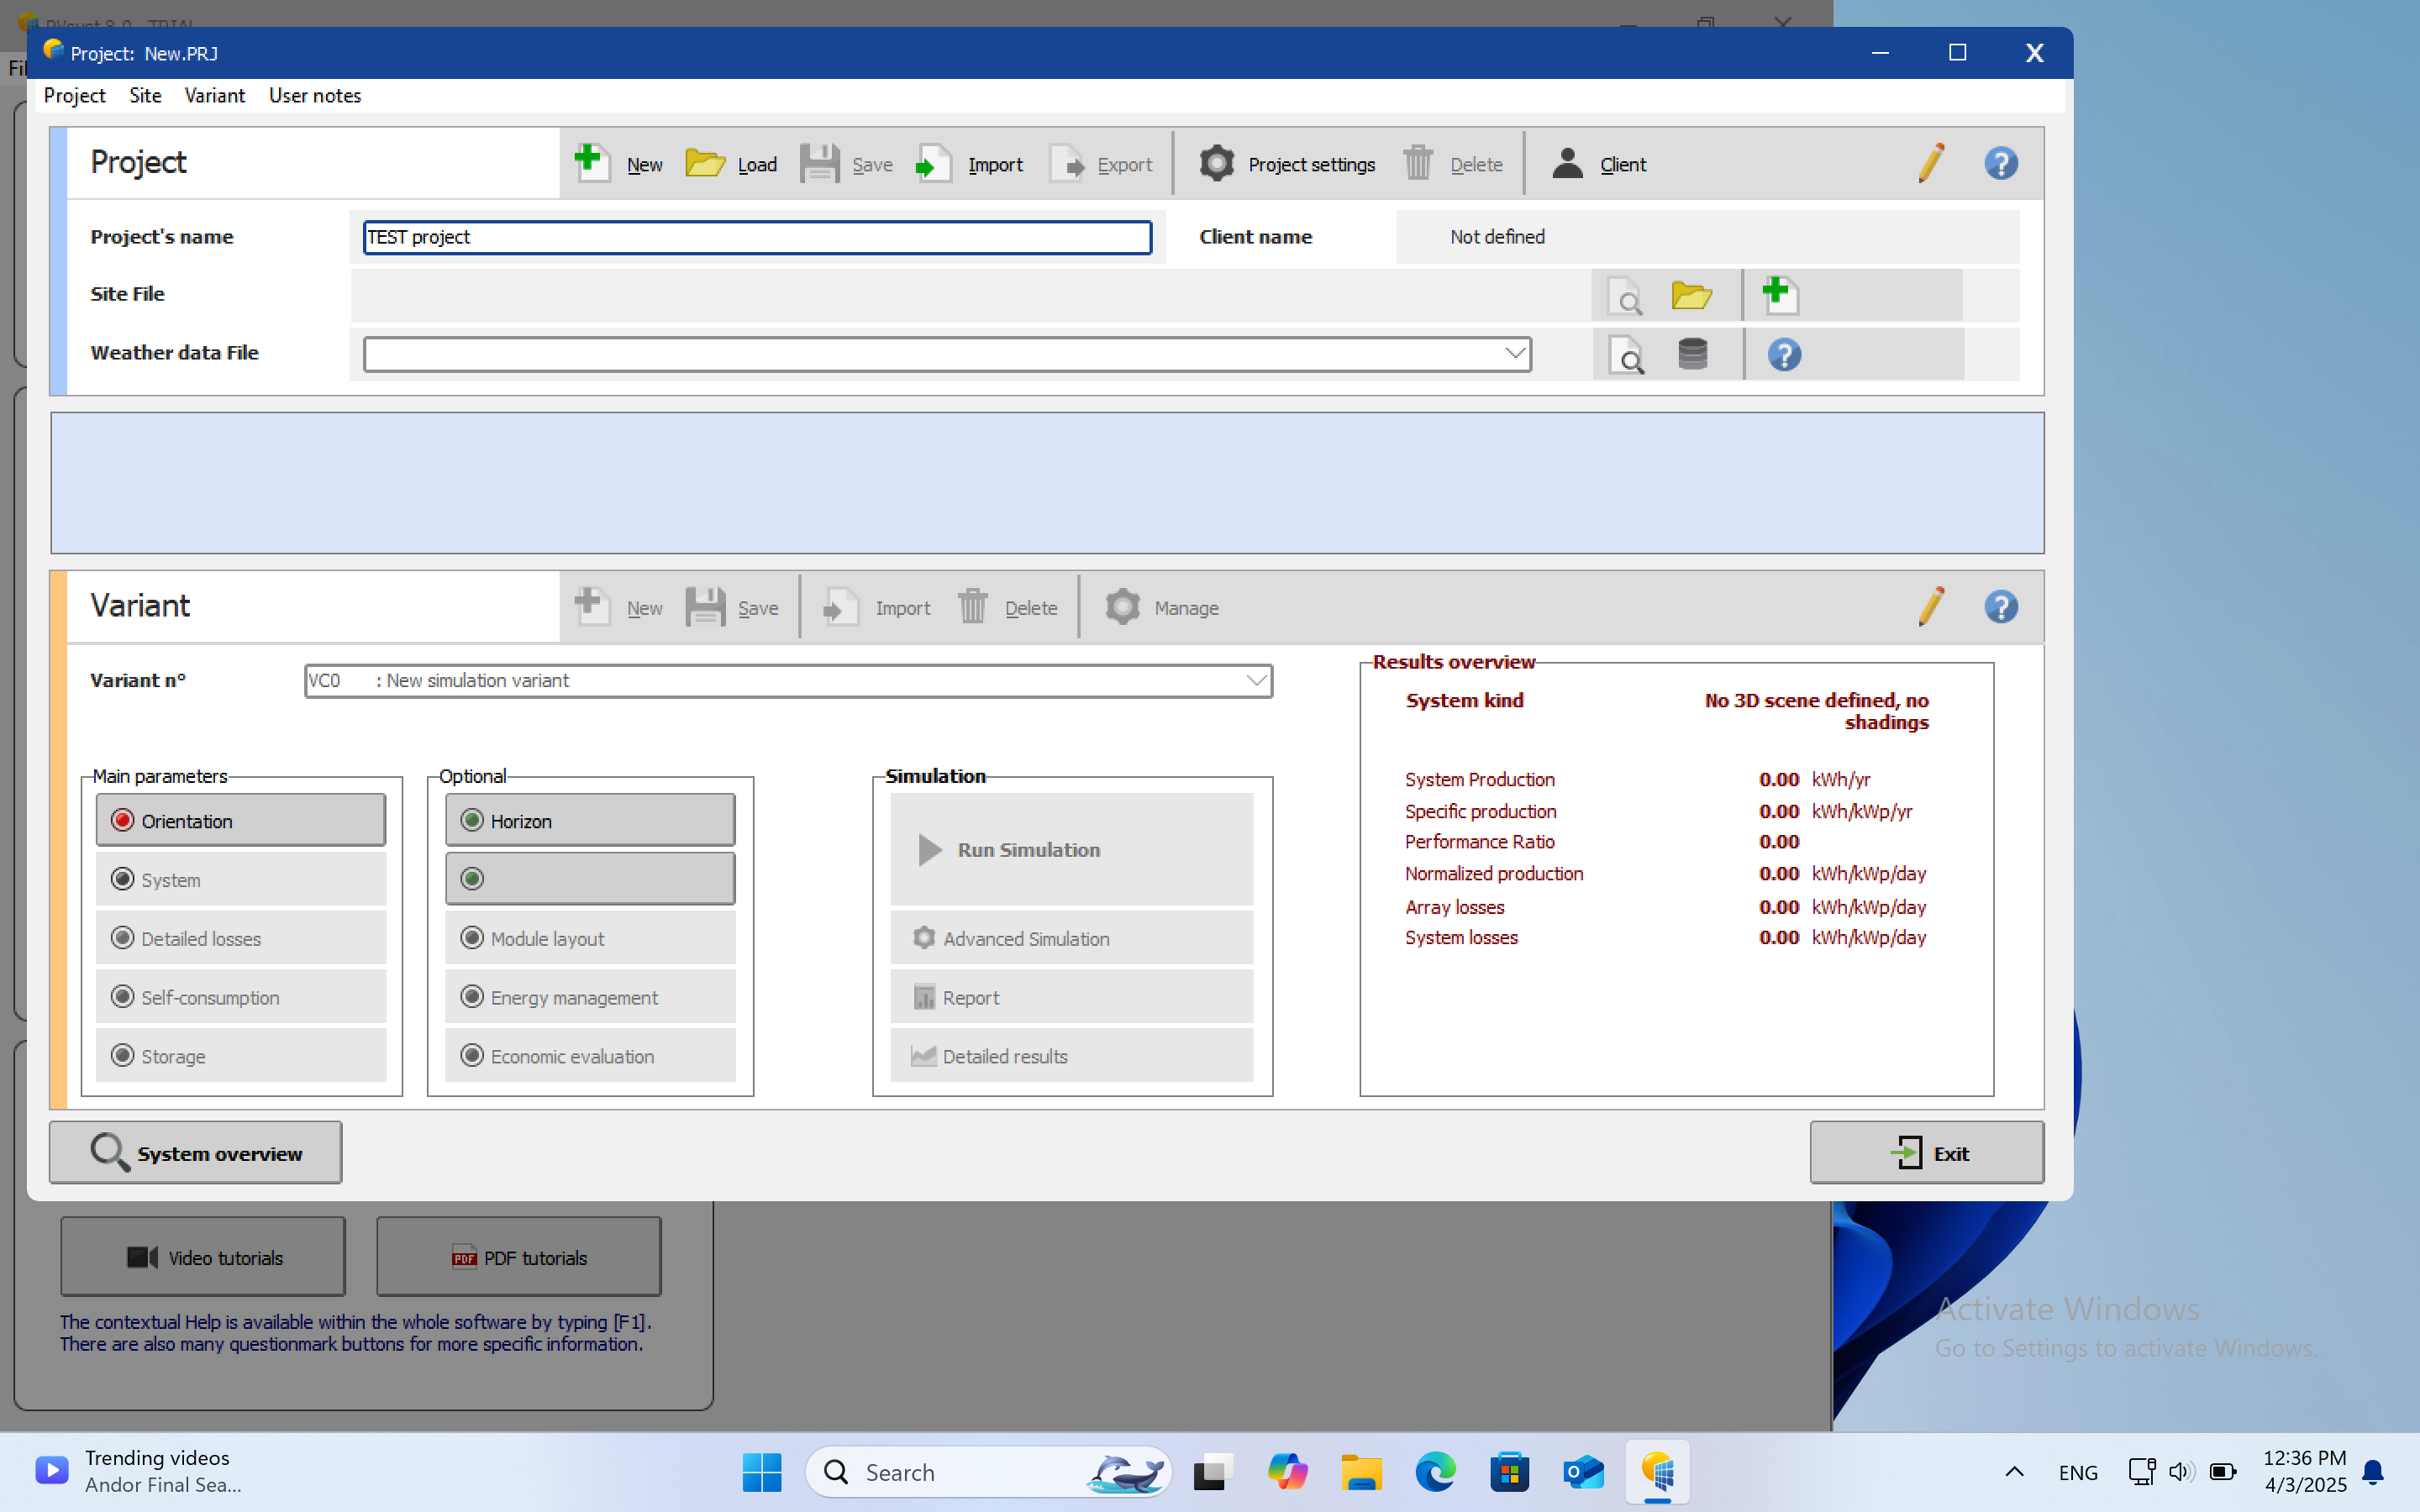 PVsyst 8.0 - TRIAL
Project: New.PRJ
Fil
Project Site Variant User notes
Project
New Load Save Import Export Project settings Delete Client
Project's name
TEST project
Client name
Not defined
Site File
Weather data File
Variant
New Save Import Delete Manage
Variant n°
VC0 : New simulation variant
Main parameters
Orientation
System
Detailed losses
Self-consumption
Storage
Optional
Horizon
Module layout
Energy management
Economic evaluation
Simulation
Run Simulation
Advanced Simulation
Report
Detailed results
Results overview
System kind
No 3D scene defined, no
shadings
System Production 0.00 kWh/yr
Specific production 0.00 kWh/kWp/yr
Performance Ratio 0.00
Normalized production 0.00 kWh/kWp/day
Array losses 0.00 kWh/kWp/day
System losses 0.00 kWh/kWp/day
System overview
Exit
Video tutorials
PDF PDF tutorials
The contextual Help is available within the whole software by typing [F1].
There are also many questionmark buttons for more specific information.
Activate Windows
Go to Settings to activate Windows.
Trending videos
Andor Final Sea...
Search
ENG
12:36 PM
4/3/2025